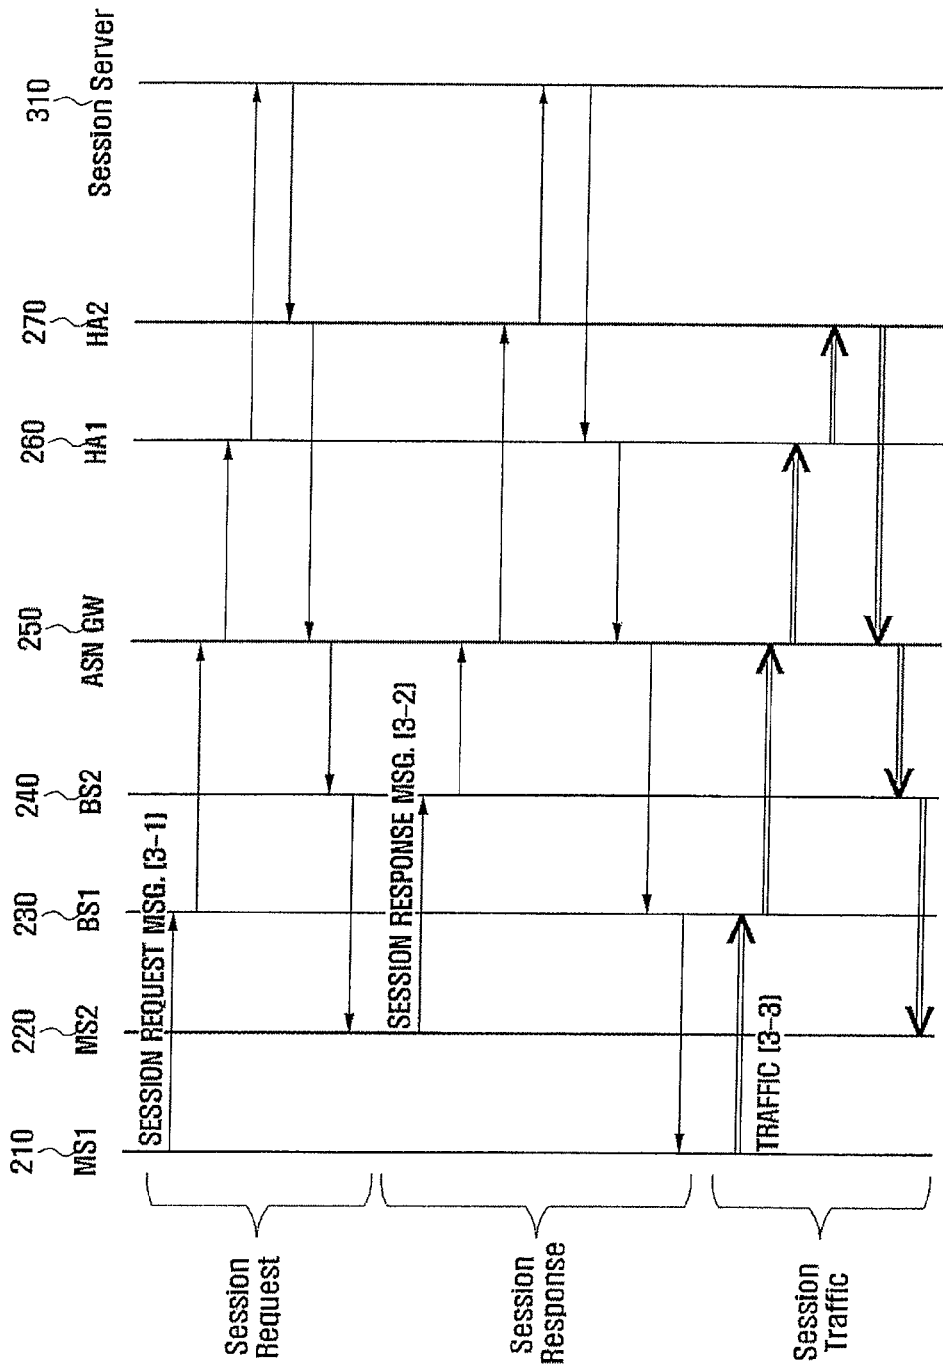 210
MS1
220
MS2
230
BS1
240
BS2
250
ASN GW
260
HA1
270
HA2
310
Session Server
Session
Request
SESSION REQUEST MSG. [3-1]
Session
Response
SESSION RESPONSE MSG. [3-2]
Session
Traffic
TRAFFIC [3-3]